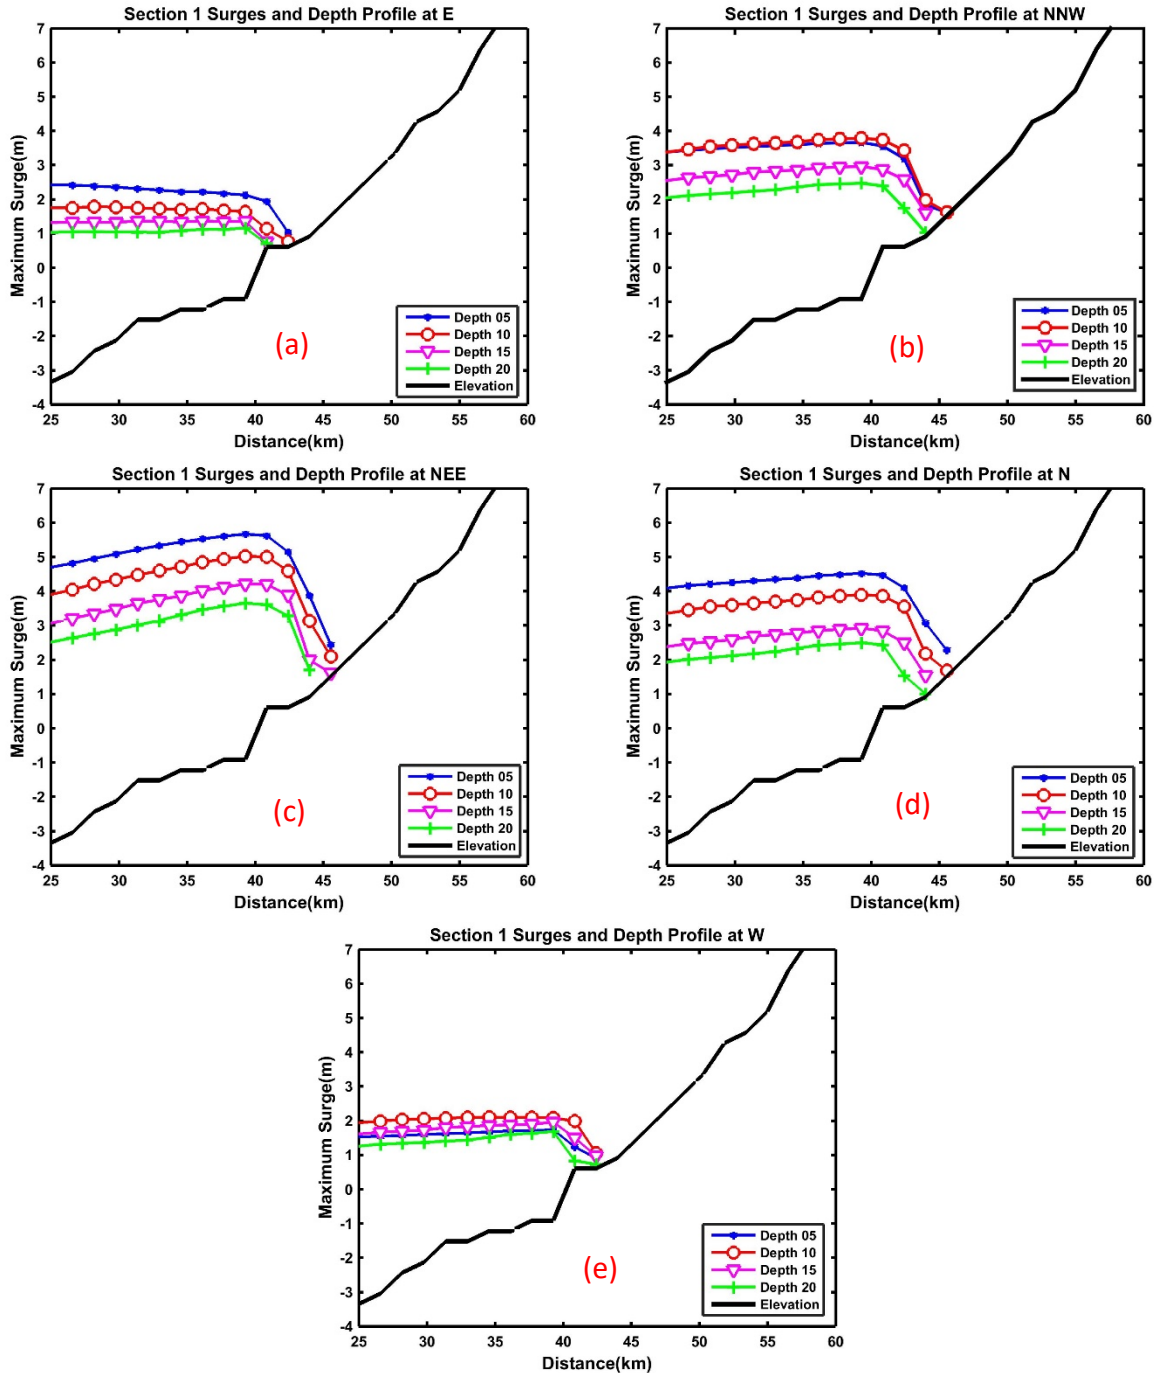 Section 1 Surges and Depth Profile at E
Maximum Surge(m)
7
6
5
4
3
2
1
0
-1
-2
-3
-4
25 30 35 40 45 50 55 60
Distance(km)
Depth 05
Depth 10
Depth 15
Depth 20
Elevation
(a)
Section 1 Surges and Depth Profile at NNW
Maximum Surge(m)
7
6
5
4
3
2
1
0
-1
-2
-3
-4
25 30 35 40 45 50 55 60
Distance(km)
Depth 05
Depth 10
Depth 15
Depth 20
Elevation
(b)
Section 1 Surges and Depth Profile at NEE
Maximum Surge(m)
7
6
5
4
3
2
1
0
-1
-2
-3
-4
25 30 35 40 45 50 55 60
Distance(km)
Depth 05
Depth 10
Depth 15
Depth 20
Elevation
(c)
Section 1 Surges and Depth Profile at N
Maximum Surge(m)
7
6
5
4
3
2
1
0
-1
-2
-3
-4
25 30 35 40 45 50 55 60
Distance(km)
Depth 05
Depth 10
Depth 15
Depth 20
Elevation
(d)
Section 1 Surges and Depth Profile at W
Maximum Surge(m)
7
6
5
4
3
2
1
0
-1
-2
-3
-4
25 30 35 40 45 50 55 60
Distance(km)
Depth 05
Depth 10
Depth 15
Depth 20
Elevation
(e)